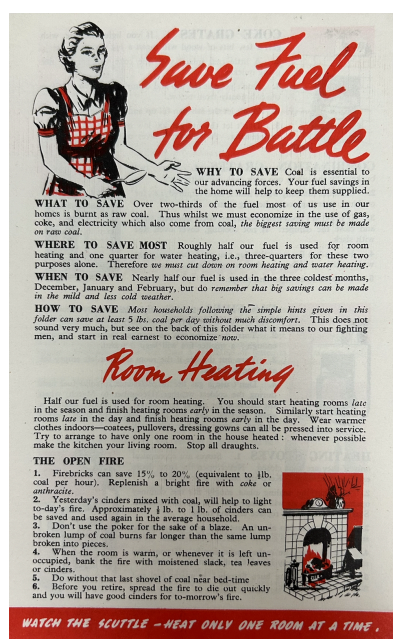 Save Fuel
for Battle
WHY TO SAVE Coal is essential to
our advancing forces. Your fuel savings in
the home will help to keep them supplied.
WHAT TO SAVE Over two-thirds of the fuel most of us use in our
homes is burnt as raw coal. Thus whilst we must economize in the use of gas,
coke, and electricity which also come from coal, the biggest saving must be made
on raw coal.
WHERE TO SAVE MOST Roughly half our fuel is used for room
heating and one quarter for water heating, i.e., three-quarters for these two
purposes alone. Therefore we must cut down on room heating and water heating.
WHEN TO SAVE Nearly half our fuel is used in the three coldest months,
December, January and February, but do remember that big savings can be made
in the mild and less cold weather.
HOW TO SAVE Most households following the simple hints given in this
folder can save at least 5 lbs. coal per day without much discomfort. This does not
sound very much, but see on the back of this folder what it means to our fighting
men, and start in real earnest to economize now.
Room Heating
Half our fuel is used for room heating. You should start heating rooms late
in the season and finish heating rooms early in the season. Similarly start heating
rooms late in the day and finish heating rooms early in the day. Wear warmer
clothes indoors—coatees, pullovers, dressing gowns can all be pressed into service.
Try to arrange to have only one room in the house heated : whenever possible
make the kitchen your living room. Stop all draughts.
THE OPEN FIRE
1. Firebricks can save 15% to 20% (equivalent to lb.
coal per hour). Replenish a bright fire with coke or
anthracite.
2. Yesterday's cinders mixed with coal, will help to light
to-day's fire. Approximately lb. to 1 lb. of cinders can
be saved and used again in the average household.
3. Don't use the poker for the sake of a blaze. An un-
broken lump of coal burns far longer than the same lump
broken into pieces.
4. When the room is warm, or whenever it is left un-
occupied, bank the fire with moistened slack, tea leaves
or cinders.
5. Do without that last shovel of coal near bed-time
6. Before you retire, spread the fire to die out quickly
and you will have good cinders for to-morrow's fire.
WATCH THE SCUTTLE – HEAT ONLY ONE ROOM AT A TIME.